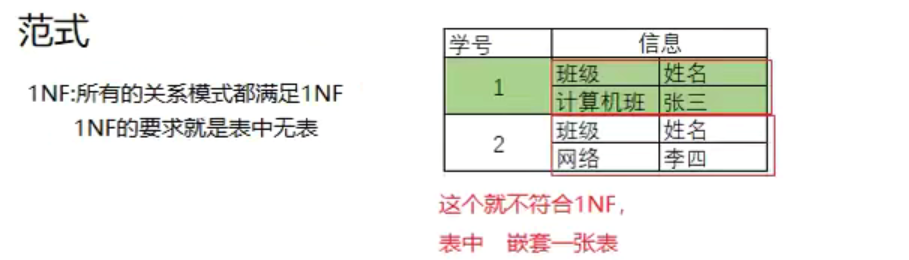 范式
1NF:所有的关系模式都满足1NF
1NF的要求就是表中无表
学号 信息
1 班级 姓名
计算机班 张三
2 班级 姓名
网络 李四
这个就不符合1NF，
表中 嵌套一张表